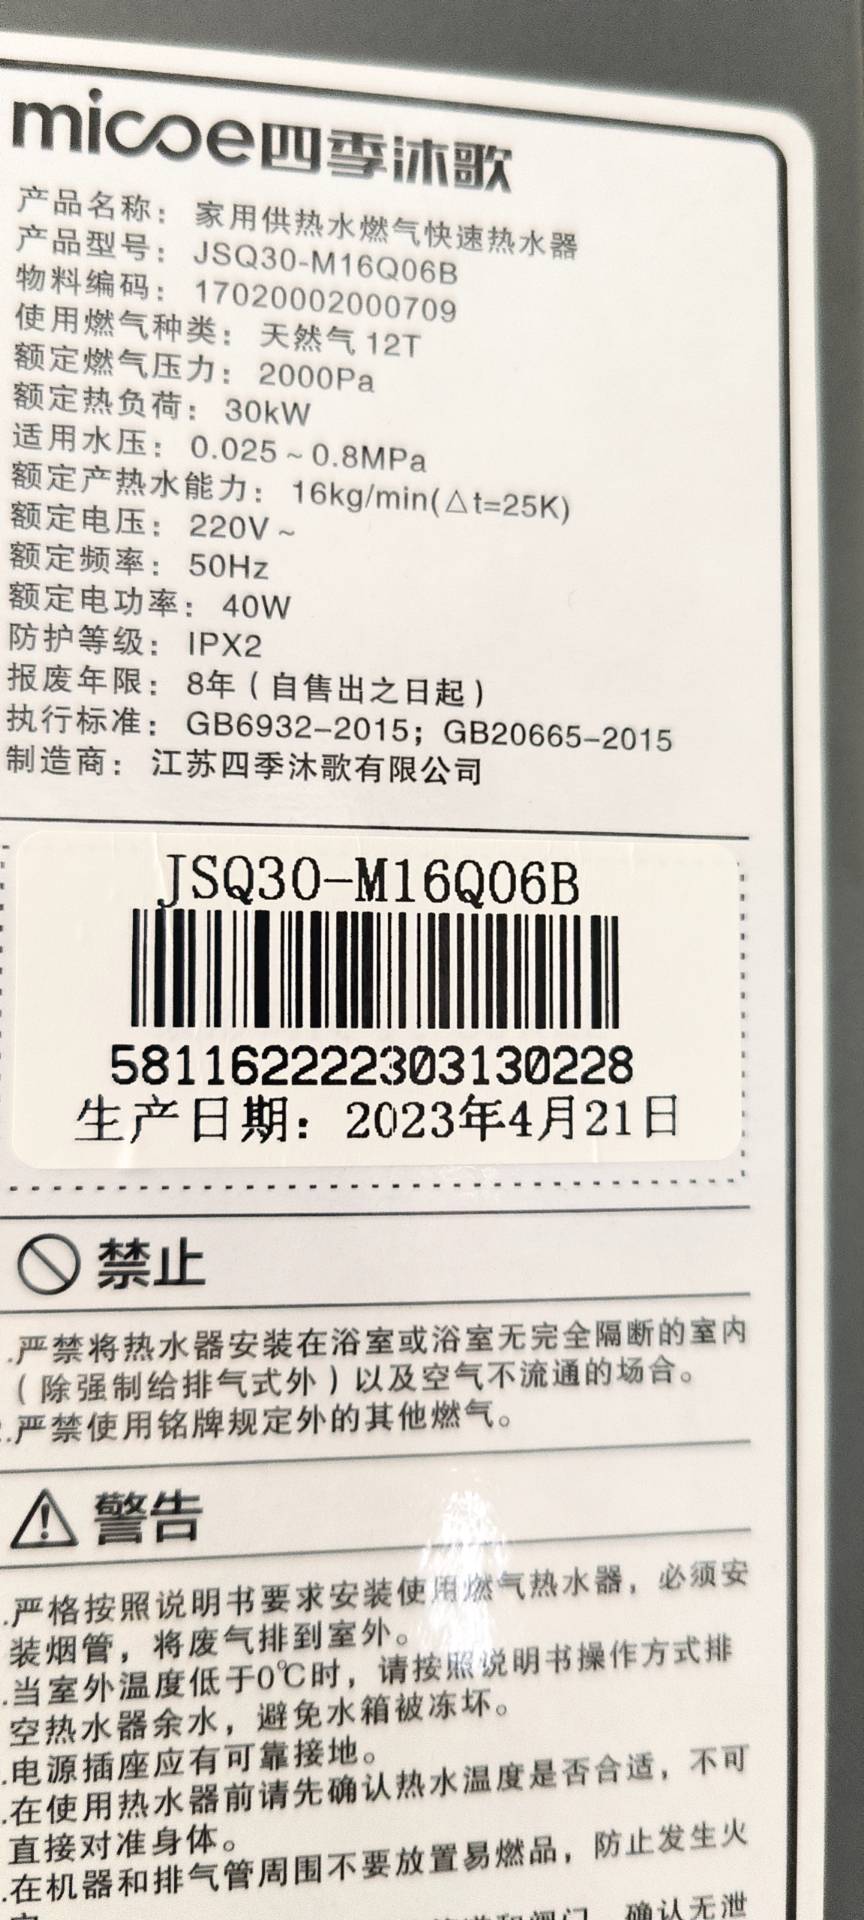 micoe四季沐歌
产品名称：家用供热水燃气快速热水器
产品型号：JSQ30-M16Q06B
物料编码：17020002000709
使用燃气种类：天然气12T
额定燃气压力：2000Pa
额定热负荷：30kW
适用水压：0.025～0.8MPa
额定产热水能力：16kg/min(△t=25K)
额定电压：220V～
额定频率：50Hz
额定电功率：40W
防护等级：IPX2
报废年限：8年（自售出之日起）
执行标准：GB6932-2015；GB20665-2015
制造商：江苏四季沐歌有限公司
JSQ30-M16Q06B
5811622222303130228
生产日期：2023年4月21日
禁止
.严禁将热水器安装在浴室或浴室无完全隔断的室内
（除强制给排气式外）以及空气不流通的场合。
.严禁使用铭牌规定外的其他燃气。
警告
.严格按照说明书要求安装使用燃气热水器，必须安
装烟管，将废气排到室外。
.当室外温度低于0℃时，请按照说明书操作方式排
空热水器余水，避免水箱被冻坏。
.电源插座应有可靠接地。
.在使用热水器前请先确认热水温度是否合适，不可
直接对准身体。
.在机器和排气管周围不要放置易燃品，防止发生火
确认无泄